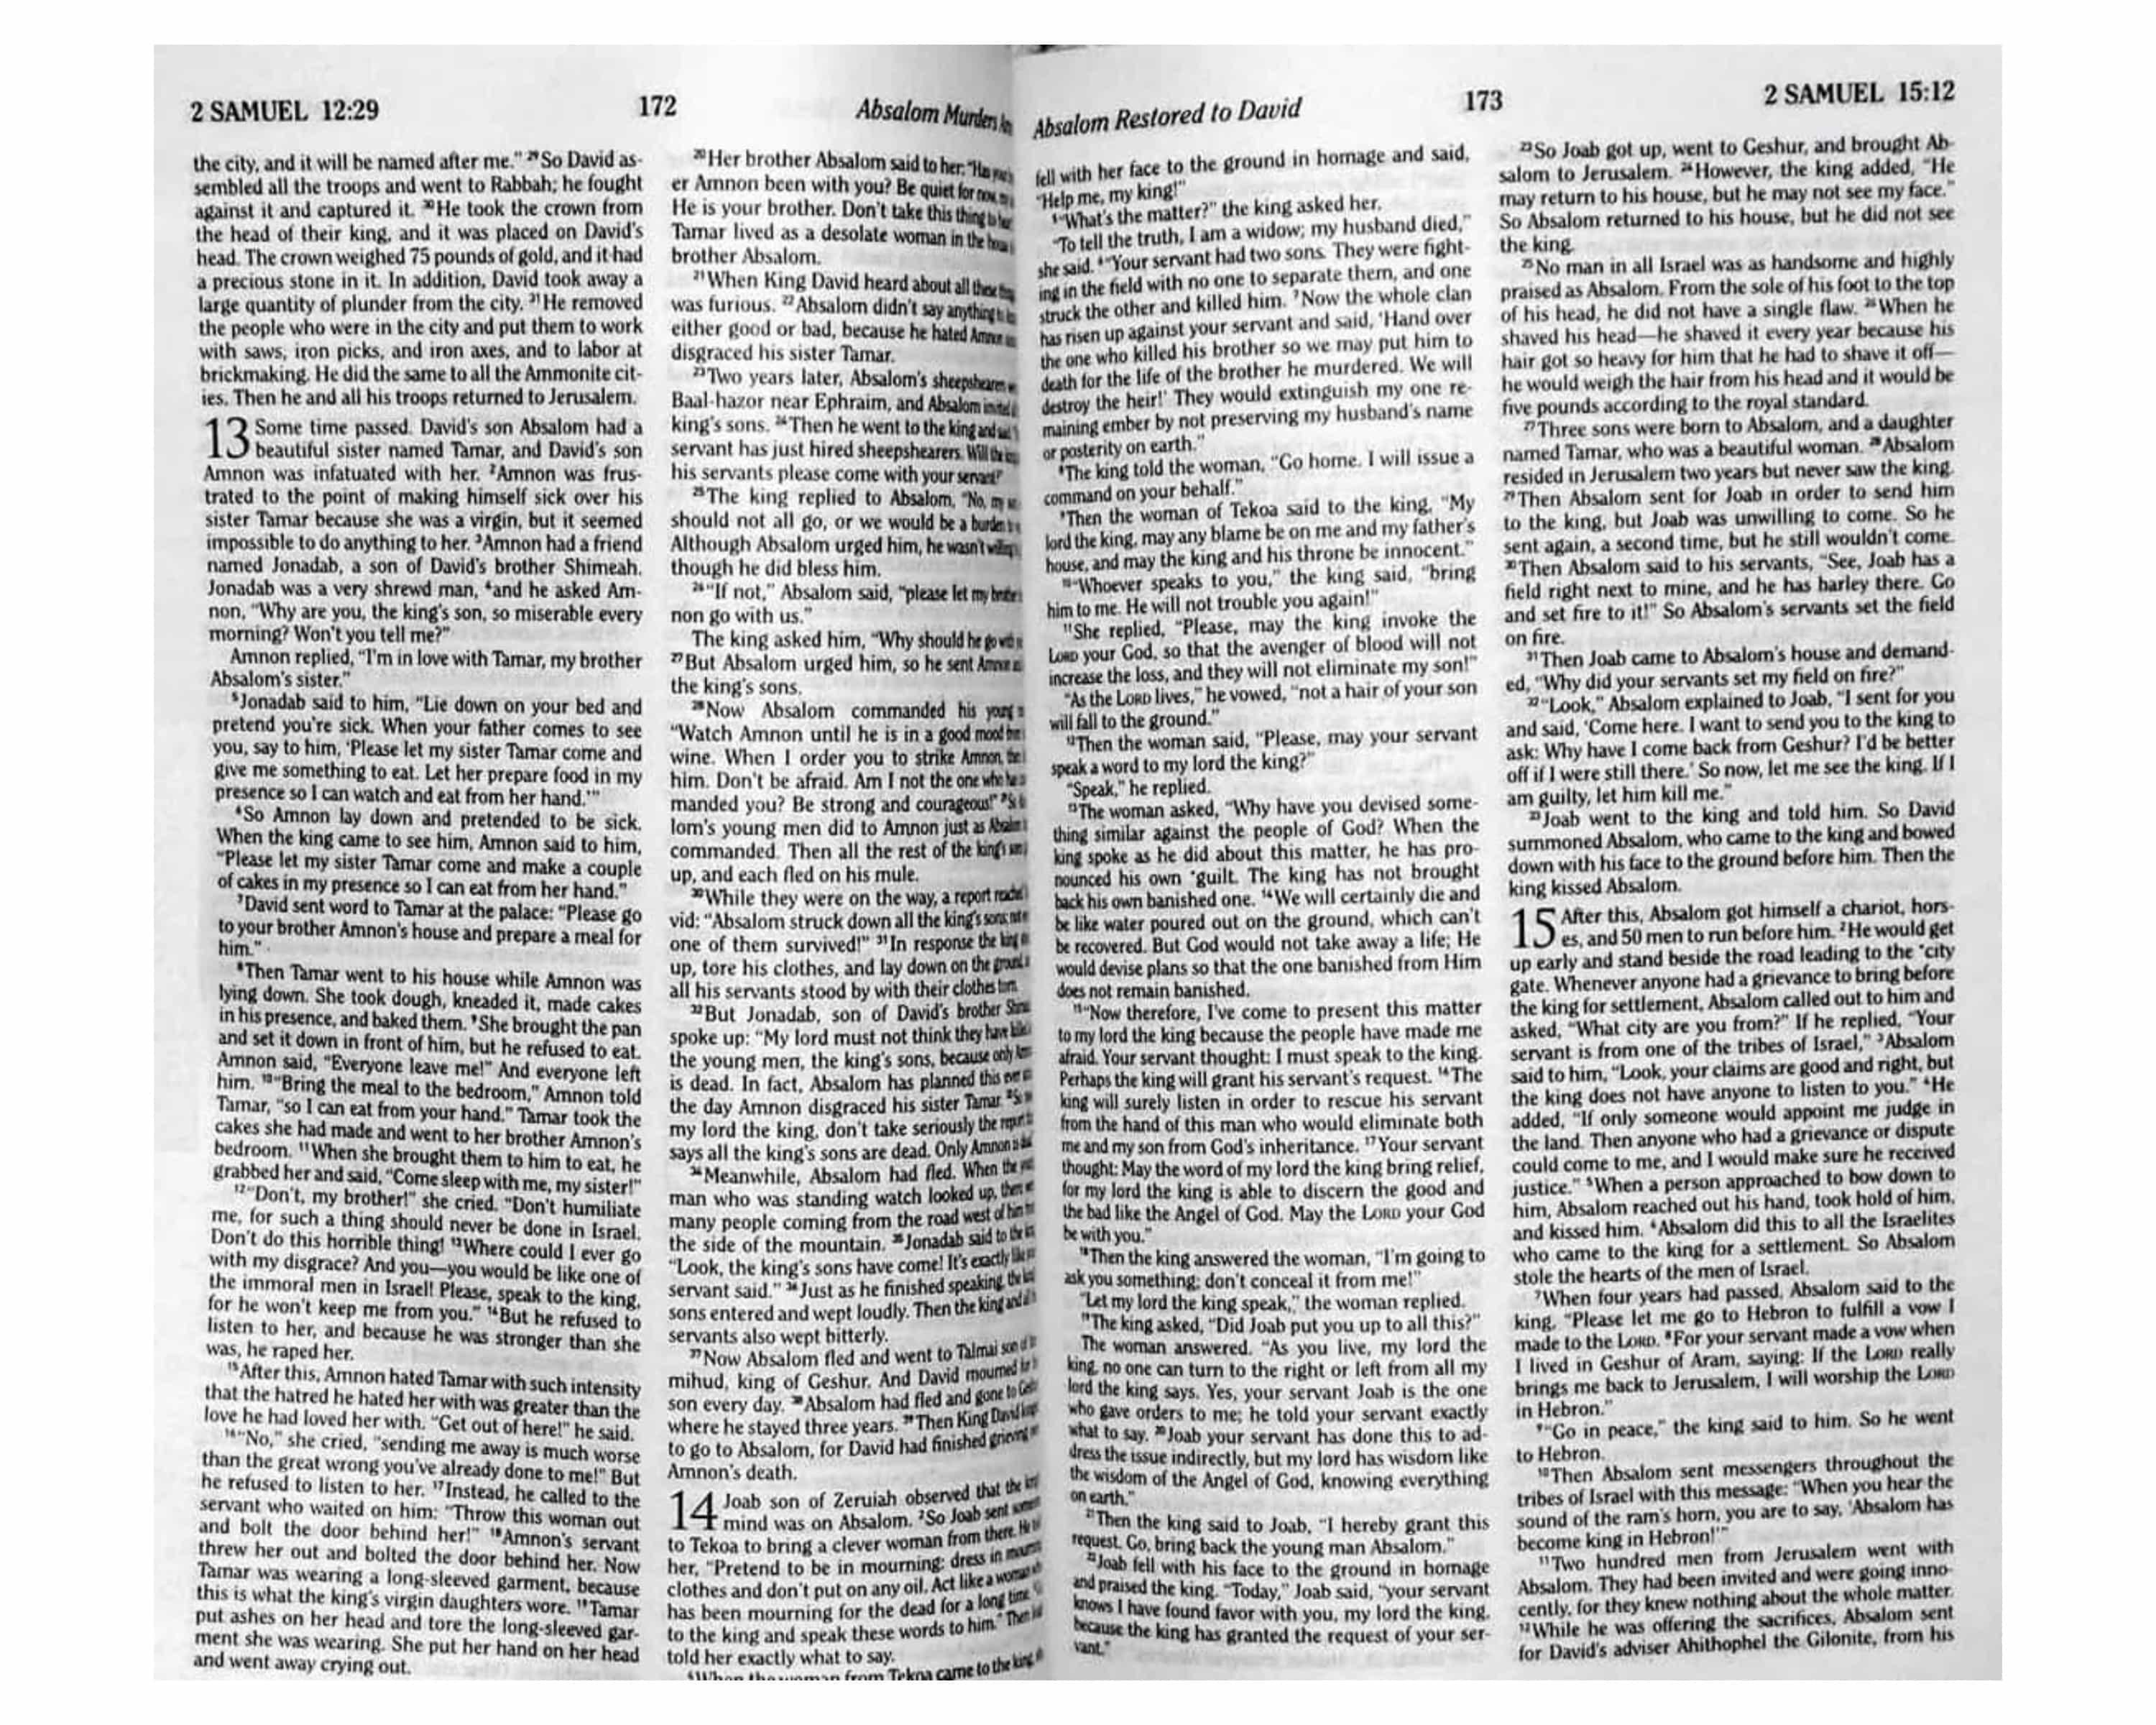 2 SAMUEL 12:29
172
Absalom Murders
the city, and it will be named after me." ²⁹So David as-
sembled all the troops and went to Rabbah; he fought
against it and captured it. ³⁰He took the crown from
the head of their king, and it was placed on David's
head. The crown weighed 75 pounds of gold, and it had
a precious stone in it. In addition, David took away a
large quantity of plunder from the city. ³¹He removed
the people who were in the city and put them to work
with saws, iron picks, and iron axes, and to labor at
brickmaking. He did the same to all the Ammonite cit-
ies. Then he and all his troops returned to Jerusalem.
13 Some time passed. David's son Absalom had a
beautiful sister named Tamar, and David's son
Amnon was infatuated with her. ²Amnon was frus-
trated to the point of making himself sick over his
sister Tamar because she was a virgin, but it seemed
impossible to do anything to her. ³Amnon had a friend
named Jonadab, a son of David's brother Shimeah.
Jonadab was a very shrewd man, ⁴and he asked Am-
non, "Why are you, the king's son, so miserable every
morning? Won't you tell me?"
Amnon replied, "I'm in love with Tamar, my brother
Absalom's sister."
⁵Jonadab said to him, "Lie down on your bed and
pretend you're sick. When your father comes to see
you, say to him, 'Please let my sister Tamar come and
give me something to eat. Let her prepare food in my
presence so I can watch and eat from her hand.'"
⁶So Amnon lay down and pretended to be sick.
When the king came to see him, Amnon said to him,
"Please let my sister Tamar come and make a couple
of cakes in my presence so I can eat from her hand."
⁷David sent word to Tamar at the palace: "Please go
to your brother Amnon's house and prepare a meal for
him."
⁸Then Tamar went to his house while Amnon was
lying down. She took dough, kneaded it, made cakes
in his presence, and baked them. ⁹She brought the pan
and set it down in front of him, but he refused to eat.
Amnon said, "Everyone leave me!" And everyone left
him. ¹⁰"Bring the meal to the bedroom," Amnon told
Tamar, "so I can eat from your hand." Tamar took the
cakes she had made and went to her brother Amnon's
bedroom. ¹¹When she brought them to him to eat, he
grabbed her and said, "Come sleep with me, my sister!"
¹²"Don't, my brother!" she cried. "Don't humiliate
me, for such a thing should never be done in Israel.
Don't do this horrible thing! ¹³Where could I ever go
with my disgrace? And you—you would be like one of
the immoral men in Israel! Please, speak to the king,
for he won't keep me from you." ¹⁴But he refused to
listen to her, and because he was stronger than she
was, he raped her.
¹⁵After this, Amnon hated Tamar with such intensity
that the hatred he hated her with was greater than the
love he had loved her with. "Get out of here!" he said.
¹⁶"No," she cried, "sending me away is much worse
than the great wrong you've already done to me!" But
he refused to listen to her. ¹⁷Instead, he called to the
servant who waited on him: "Throw this woman out
and bolt the door behind her!" ¹⁸Amnon's servant
threw her out and bolted the door behind her. Now
Tamar was wearing a long-sleeved garment, because
this is what the king's virgin daughters wore. ¹⁹Tamar
put ashes on her head and tore the long-sleeved gar-
ment she was wearing. She put her hand on her head
and went away crying out.
²⁰Her brother Absalom said to her: "Has
er Amnon been with you? Be quiet for now,
He is your brother. Don't take this thing to
Tamar lived as a desolate woman in the
brother Absalom.
²¹When King David heard about all these
was furious. ²²Absalom didn't say anything to
either good or bad, because he hated Amnon
disgraced his sister Tamar.
²³Two years later, Absalom's sheepshearers
Baal-hazor near Ephraim, and Absalom invited
king's sons. ²⁴Then he went to the king and
servant has just hired sheepshearers. Will the
his servants please come with your servant?"
²⁵The king replied to Absalom, "No, my
should not all go, or we would be a burden
Although Absalom urged him, he wasn't willing,
though he did bless him.
²⁶"If not," Absalom said, "please let my
non go with us."
The king asked him, "Why should he go
²⁷But Absalom urged him, so he sent Amnon
the king's sons.
²⁸Now Absalom commanded his young
"Watch Amnon until he is in a good mood
wine. When I order you to strike Amnon,
him. Don't be afraid. Am I not the one who
manded you? Be strong and courageous!"
lom's young men did to Amnon just as
commanded. Then all the rest of the king's
up, and each fled on his mule.
³⁰While they were on the way, a report
vid: "Absalom struck down all the king's sons;
one of them survived!" ³¹In response the king
up, tore his clothes, and lay down on the ground,
all his servants stood by with their clothes torn.
³²But Jonadab, son of David's brother
spoke up: "My lord must not think they have
the young men, the king's sons, because only
is dead. In fact, Absalom has planned this
the day Amnon disgraced his sister Tamar.
my lord the king, don't take seriously the report
says all the king's sons are dead. Only Amnon
³⁴Meanwhile, Absalom had fled. When the
man who was standing watch looked up,
many people coming from the road west of him
the side of the mountain. ³⁵Jonadab said to the
"Look, the king's sons have come! It's exactly like
servant said." ³⁶Just as he finished speaking, the
sons entered and wept loudly. Then the king and
servants also wept bitterly.
³⁷Now Absalom fled and went to Talmai son of
mihud, king of Geshur. And David mourned
son every day. ³⁸Absalom had fled and gone to
where he stayed three years. ³⁹Then King David
to go to Absalom, for David had finished grieving
Amnon's death.
14 Joab son of Zeruiah observed that the
mind was on Absalom. ²So Joab sent
to Tekoa to bring a clever woman from there. He
her, "Pretend to be in mourning: dress in
clothes and don't put on any oil. Act like a woman
has been mourning for the dead for a long time.
to the king and speak these words to him." Then
told her exactly what to say.
⁴When the woman from Tekoa came to the king,
Absalom Restored to David
173
2 SAMUEL 15:12
fell with her face to the ground in homage and said,
"Help me, my king!"
⁵"What's the matter?" the king asked her.
"To tell the truth, I am a widow; my husband died,"
she said. ⁶"Your servant had two sons. They were fight-
ing in the field with no one to separate them, and one
struck the other and killed him. ⁷Now the whole clan
has risen up against your servant and said, 'Hand over
the one who killed his brother so we may put him to
death for the life of the brother he murdered. We will
destroy the heir!' They would extinguish my one re-
maining ember by not preserving my husband's name
or posterity on earth."
⁸The king told the woman, "Go home. I will issue a
command on your behalf."
⁹Then the woman of Tekoa said to the king, "My
lord the king, may any blame be on me and my father's
house, and may the king and his throne be innocent."
¹⁰"Whoever speaks to you," the king said, "bring
him to me. He will not trouble you again!"
¹¹She replied, "Please, may the king invoke the
LORD your God, so that the avenger of blood will not
increase the loss, and they will not eliminate my son!"
"As the LORD lives," he vowed, "not a hair of your son
will fall to the ground."
¹²Then the woman said, "Please, may your servant
speak a word to my lord the king?"
"Speak," he replied.
¹³The woman asked, "Why have you devised some-
thing similar against the people of God? When the
king spoke as he did about this matter, he has pro-
nounced his own *guilt. The king has not brought
back his own banished one. ¹⁴We will certainly die and
be like water poured out on the ground, which can't
be recovered. But God would not take away a life; He
would devise plans so that the one banished from Him
does not remain banished.
¹⁵"Now therefore, I've come to present this matter
to my lord the king because the people have made me
afraid. Your servant thought: I must speak to the king.
Perhaps the king will grant his servant's request. ¹⁶The
king will surely listen in order to rescue his servant
from the hand of this man who would eliminate both
me and my son from God's inheritance. ¹⁷Your servant
thought: May the word of my lord the king bring relief,
for my lord the king is able to discern the good and
the bad like the Angel of God. May the LORD your God
be with you."
¹⁸Then the king answered the woman, "I'm going to
ask you something; don't conceal it from me!"
"Let my lord the king speak," the woman replied.
¹⁹The king asked, "Did Joab put you up to all this?"
The woman answered. "As you live, my lord the
king, no one can turn to the right or left from all my
lord the king says. Yes, your servant Joab is the one
who gave orders to me; he told your servant exactly
what to say. ²⁰Joab your servant has done this to ad-
dress the issue indirectly, but my lord has wisdom like
the wisdom of the Angel of God, knowing everything
on earth."
²¹Then the king said to Joab, "I hereby grant this
request. Go, bring back the young man Absalom."
²²Joab fell with his face to the ground in homage
and praised the king. "Today," Joab said, "your servant
knows I have found favor with you, my lord the king,
because the king has granted the request of your ser-
vant."
²³So Joab got up, went to Geshur, and brought Ab-
salom to Jerusalem. ²⁴However, the king added, "He
may return to his house, but he may not see my face."
So Absalom returned to his house, but he did not see
the king.
²⁵No man in all Israel was as handsome and highly
praised as Absalom. From the sole of his foot to the top
of his head, he did not have a single flaw. ²⁶When he
shaved his head—he shaved it every year because his
hair got so heavy for him that he had to shave it off—
he would weigh the hair from his head and it would be
five pounds according to the royal standard.
²⁷Three sons were born to Absalom, and a daughter
named Tamar, who was a beautiful woman. ²⁸Absalom
resided in Jerusalem two years but never saw the king.
²⁹Then Absalom sent for Joab in order to send him
to the king, but Joab was unwilling to come. So he
sent again, a second time, but he still wouldn't come.
³⁰Then Absalom said to his servants, "See, Joab has a
field right next to mine, and he has barley there. Go
and set fire to it!" So Absalom's servants set the field
on fire.
³¹Then Joab came to Absalom's house and demand-
ed, "Why did your servants set my field on fire?"
³²"Look," Absalom explained to Joab, "I sent for you
and said, 'Come here. I want to send you to the king to
ask: Why have I come back from Geshur? I'd be better
off if I were still there.' So now, let me see the king. If I
am guilty, let him kill me."
³³Joab went to the king and told him. So David
summoned Absalom, who came to the king and bowed
down with his face to the ground before him. Then the
king kissed Absalom.
15 After this, Absalom got himself a chariot, hors-
es, and 50 men to run before him. ²He would get
up early and stand beside the road leading to the *city
gate. Whenever anyone had a grievance to bring before
the king for settlement, Absalom called out to him and
asked, "What city are you from?" If he replied, "Your
servant is from one of the tribes of Israel," ³Absalom
said to him, "Look, your claims are good and right, but
the king does not have anyone to listen to you." ⁴He
added, "If only someone would appoint me judge in
the land. Then anyone who had a grievance or dispute
could come to me, and I would make sure he received
justice." ⁵When a person approached to bow down to
him, Absalom reached out his hand, took hold of him,
and kissed him. ⁶Absalom did this to all the Israelites
who came to the king for a settlement. So Absalom
stole the hearts of the men of Israel.
⁷When four years had passed, Absalom said to the
king, "Please let me go to Hebron to fulfill a vow I
made to the LORD. ⁸For your servant made a vow when
I lived in Geshur of Aram, saying: If the LORD really
brings me back to Jerusalem, I will worship the LORD
in Hebron."
⁹"Go in peace," the king said to him. So he went
to Hebron.
¹⁰Then Absalom sent messengers throughout the
tribes of Israel with this message: "When you hear the
sound of the ram's horn, you are to say, 'Absalom has
become king in Hebron!'"
¹¹Two hundred men from Jerusalem went with
Absalom. They had been invited and were going inno-
cently, for they knew nothing about the whole matter.
¹²While he was offering the sacrifices, Absalom sent
for David's adviser Ahithophel the Gilonite, from his